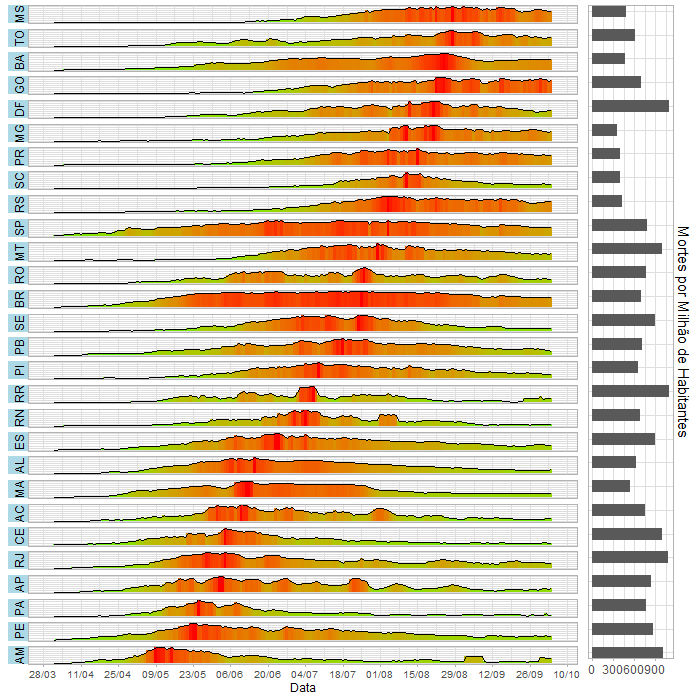 MS
TO
BA
GO
DF
MG
PR
SC
RS
SP
MT
RO
BR
SE
PB
PI
RR
RN
ES
AL
MA
AC
CE
RJ
AP
PA
PE
AM
28/03 11/04 25/04 09/05 23/05 06/06 20/06 04/07 18/07 01/08 15/08 29/08 12/09 26/09 10/10
Data
0 300600900
Mortes por Milhão de Habitantes